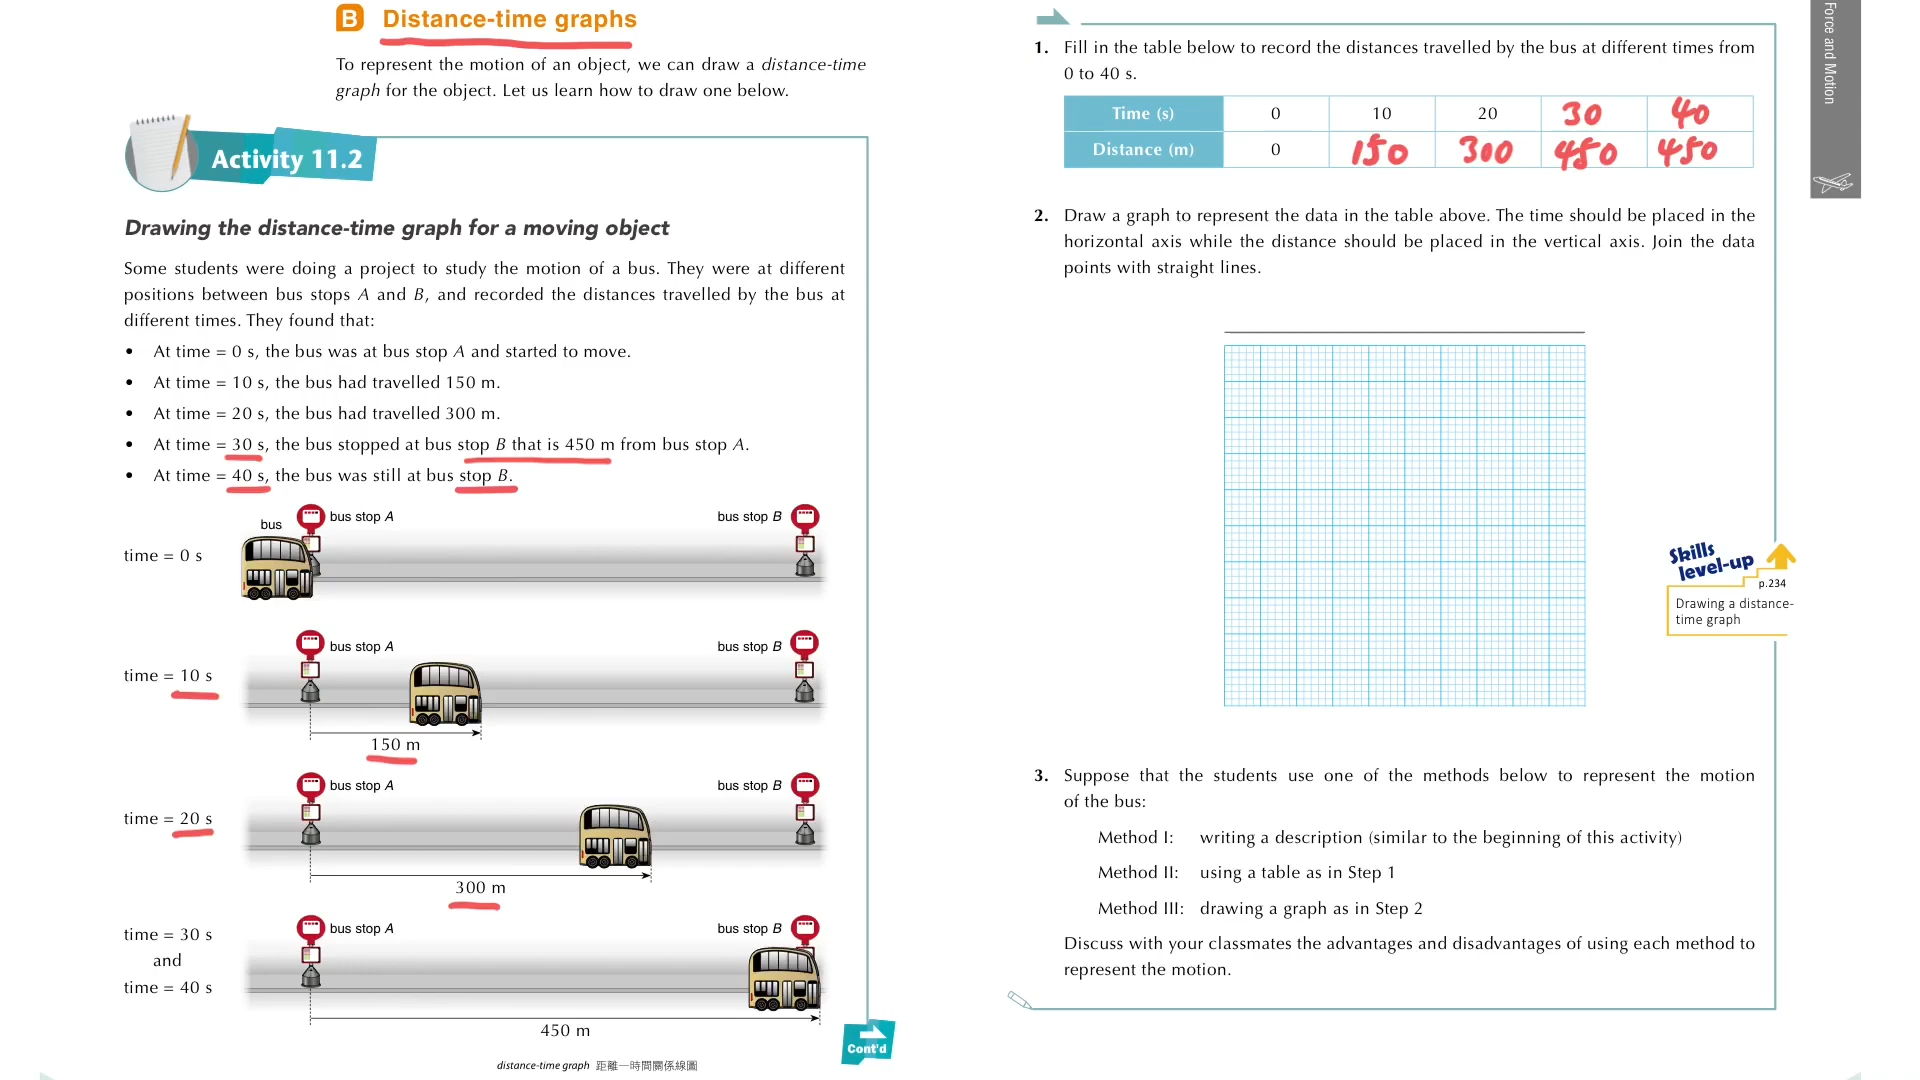 B Distance-time graphs
To represent the motion of an object, we can draw a distance-time
graph for the object. Let us learn how to draw one below.
Activity 11.2
Drawing the distance-time graph for a moving object
Some students were doing a project to study the motion of a bus. They were at different
positions between bus stops A and B, and recorded the distances travelled by the bus at
different times. They found that:
• At time = 0 s, the bus was at bus stop A and started to move.
• At time = 10 s, the bus had travelled 150 m.
• At time = 20 s, the bus had travelled 300 m.
• At time = 30 s, the bus stopped at bus stop B that is 450 m from bus stop A.
• At time = 40 s, the bus was still at bus stop B.
bus
bus stop A
bus stop B
time = 0 s
bus stop A
bus stop B
time = 10 s
150 m
bus stop A
bus stop B
time = 20 s
300 m
bus stop A
bus stop B
time = 30 s
and
time = 40 s
450 m
Cont'd
distance-time graph 距離—時間關係線圖
1. Fill in the table below to record the distances travelled by the bus at different times from
0 to 40 s.
Time (s) 0 10 20 30 40
Distance (m) 0 150 300 450 450
2. Draw a graph to represent the data in the table above. The time should be placed in the
horizontal axis while the distance should be placed in the vertical axis. Join the data
points with straight lines.
Skills
level-up
p.234
Drawing a distance-
time graph
3. Suppose that the students use one of the methods below to represent the motion
of the bus:
Method I: writing a description (similar to the beginning of this activity)
Method II: using a table as in Step 1
Method III: drawing a graph as in Step 2
Discuss with your classmates the advantages and disadvantages of using each method to
represent the motion.
Force and Motion